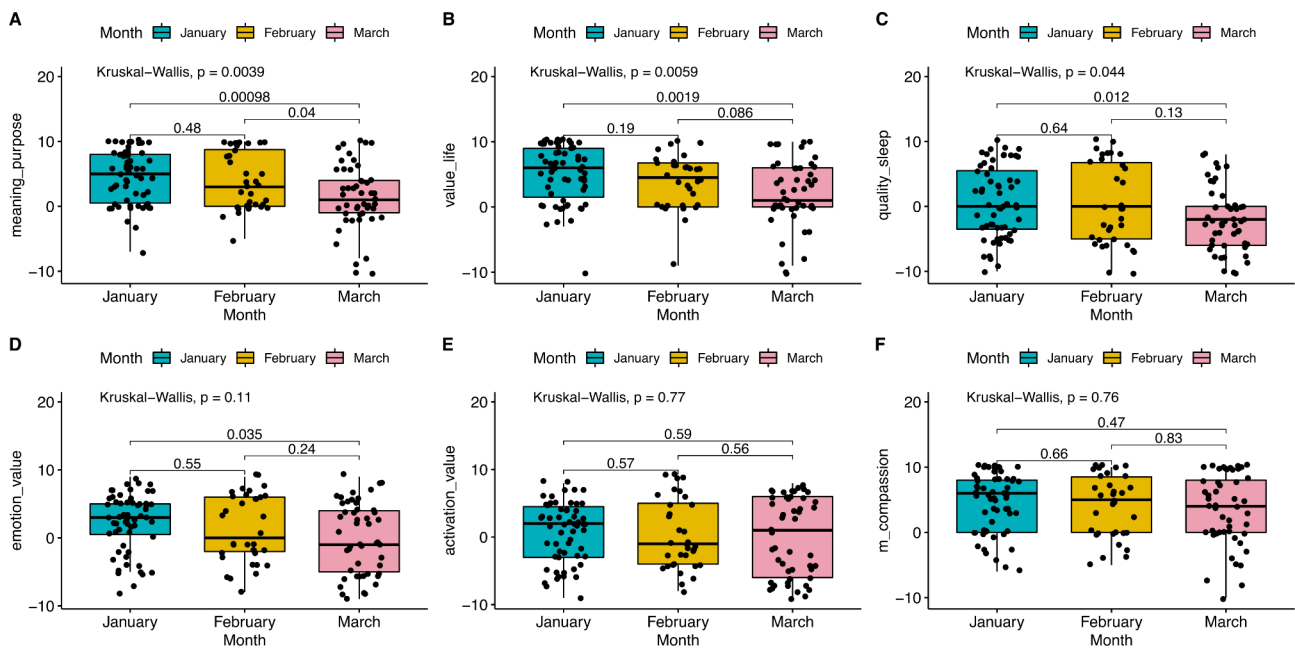 A
Month January February March
Kruskal−Wallis, p = 0.0039
0.00098
0.04
0.48
20
10
0
−10
meaning_purpose
January February March
Month
B
Month January February March
Kruskal−Wallis, p = 0.0059
0.0019
0.086
0.19
20
10
0
−10
value_life
January February March
Month
C
Month January February March
Kruskal−Wallis, p = 0.044
0.012
0.13
0.64
20
10
0
−10
quality_sleep
January February March
Month
D
Month January February March
Kruskal−Wallis, p = 0.11
0.035
0.24
0.55
20
10
0
−10
emotion_value
January February March
Month
E
Month January February March
Kruskal−Wallis, p = 0.77
0.59
0.56
0.57
20
10
0
−10
activation_value
January February March
Month
F
Month January February March
Kruskal−Wallis, p = 0.76
0.47
0.83
0.66
20
10
0
−10
m_compassion
January February March
Month